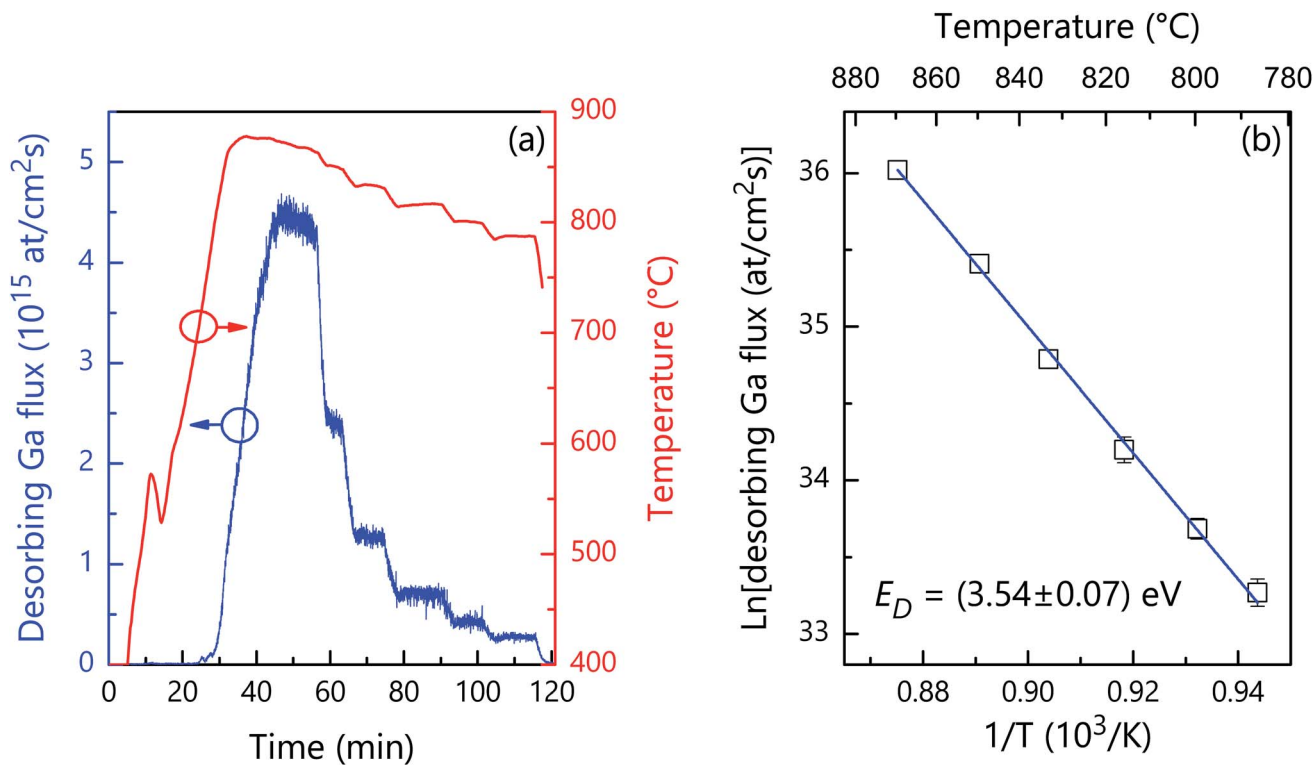 (a)
Desorbing Ga flux (10¹⁵ at/cm²s)
5
4
3
2
1
0
900
800
700
600
500
400
Temperature (°C)
0 20 40 60 80 100 120
Time (min)
Temperature (°C)
880 860 840 820 800 780
(b)
Ln[desorbing Ga flux (at/cm²s)]
36
35
34
33
E_D = (3.54±0.07) eV
0.88 0.90 0.92 0.94
1/T (10³/K)